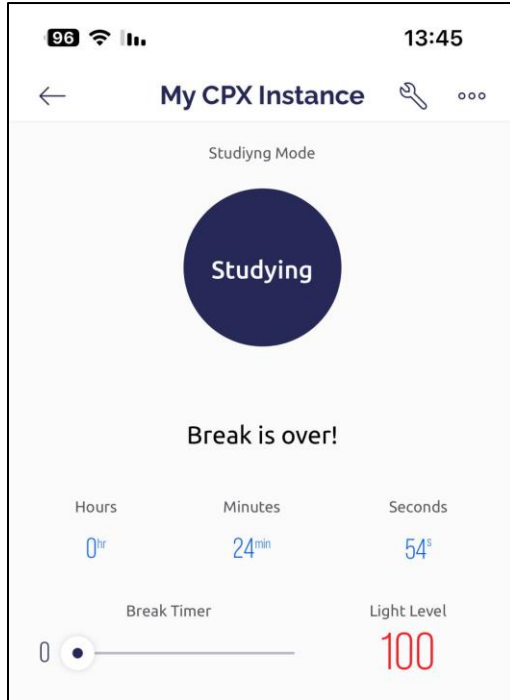 96 13:45
My CPX Instance
Studiyng Mode
Studying
Break is over!
Hours Minutes Seconds
0hr 24min 54s
Break Timer Light Level
0 100